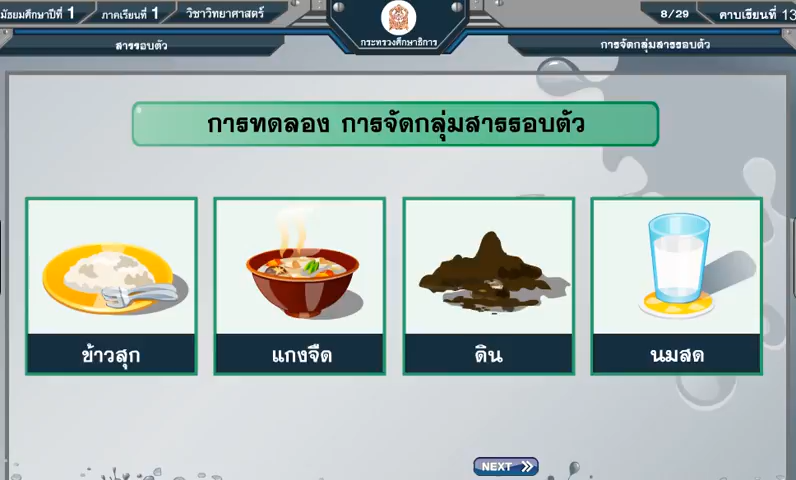 มัธยมศึกษาปีที่ 1 ภาคเรียนที่ 1 วิชาวิทยาศาสตร์
กระทรวงศึกษาธิการ
8/29 คาบเรียนที่ 13
สารรอบตัว
การจัดกลุ่มสารรอบตัว
การทดลอง การจัดกลุ่มสารรอบตัว
ข้าวสุก
แกงจืด
ดิน
นมสด
NEXT